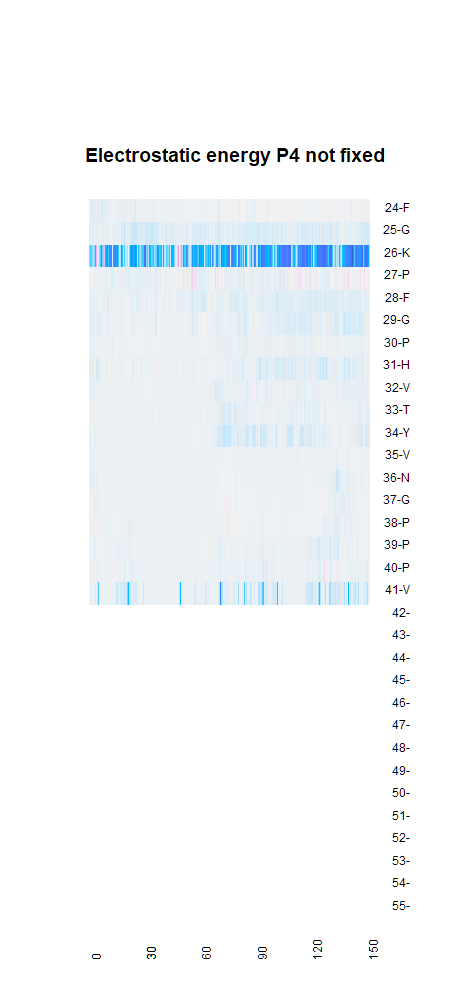 Electrostatic energy P4 not fixed
24-F
25-G
26-K
27-P
28-F
29-G
30-P
31-H
32-V
33-T
34-Y
35-V
36-N
37-G
38-P
39-P
40-P
41-V
42-
43-
44-
45-
46-
47-
48-
49-
50-
51-
52-
53-
54-
55-
0 30 60 90 120 150